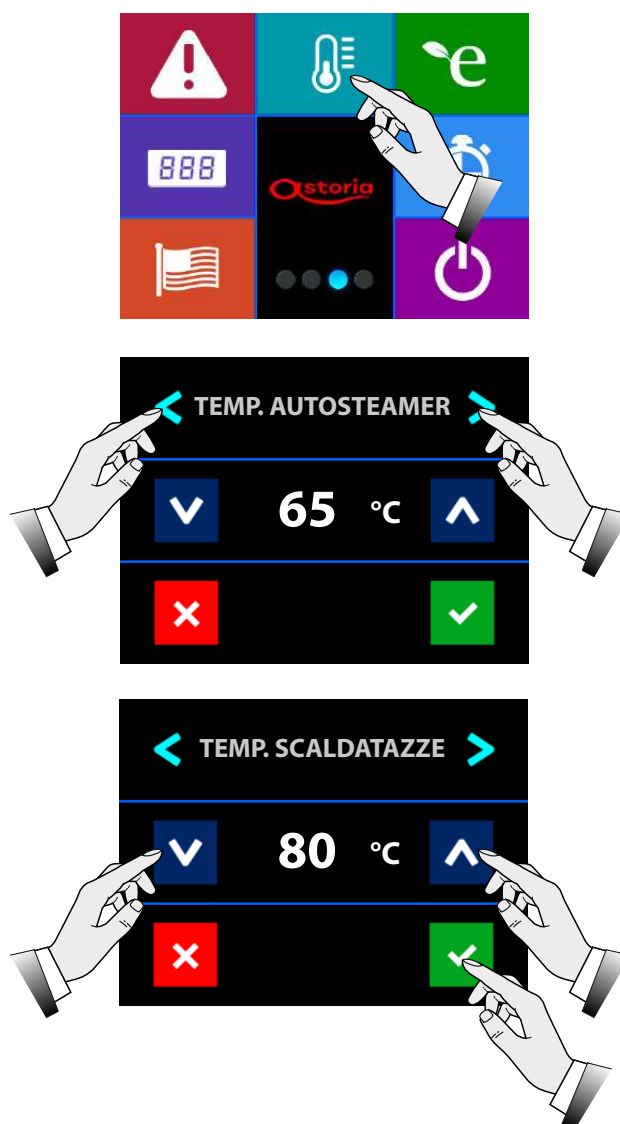 e
888
astoria
< TEMP. AUTOSTEAMER >
65 °C
< TEMP. SCALDATAZZE >
80 °C